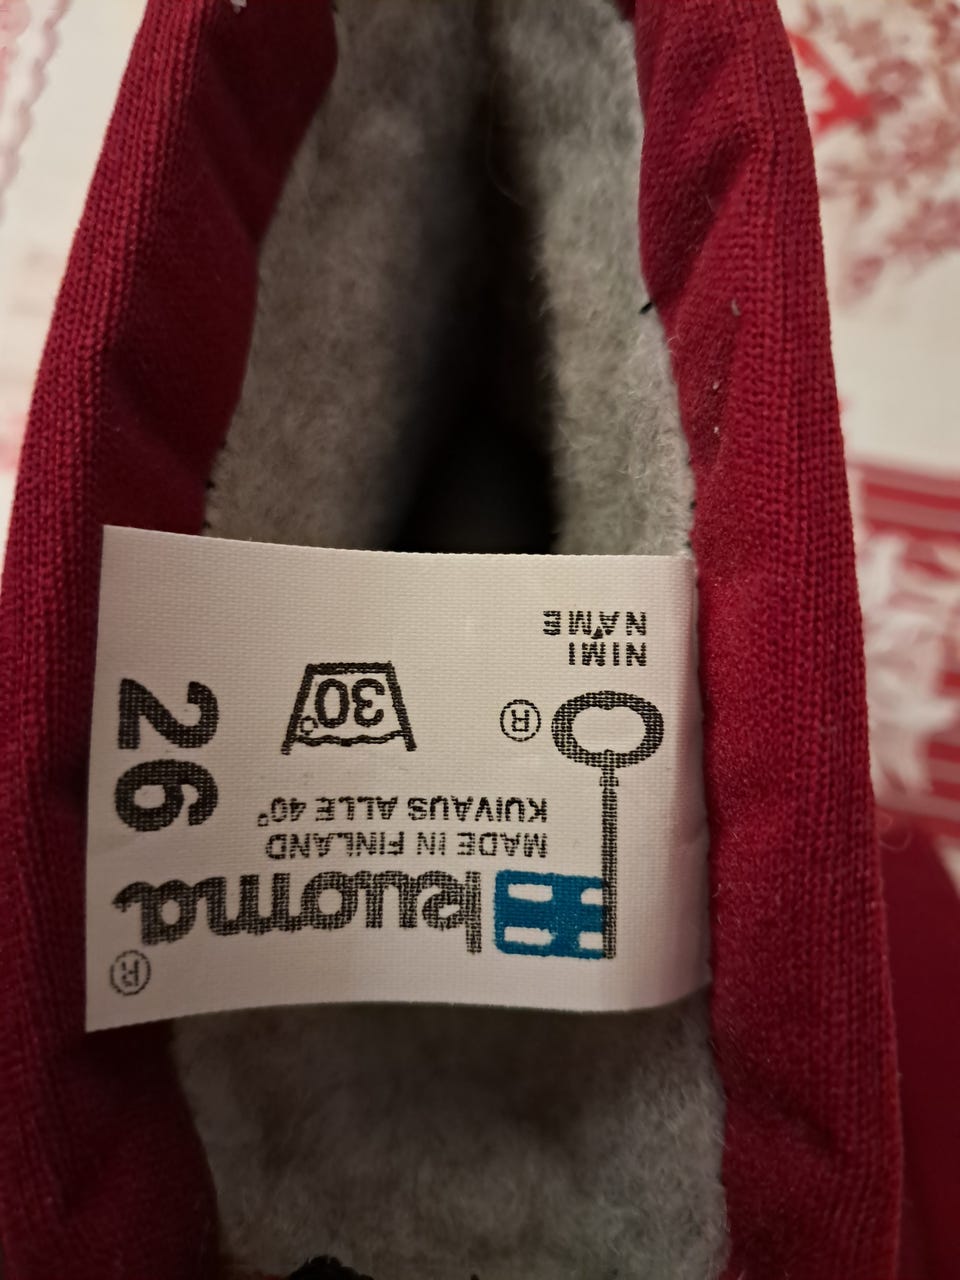 kuoma®
MADE IN FINLAND
KUIVAUS ALLE 40°
30°
26
®
NIMI
NAME